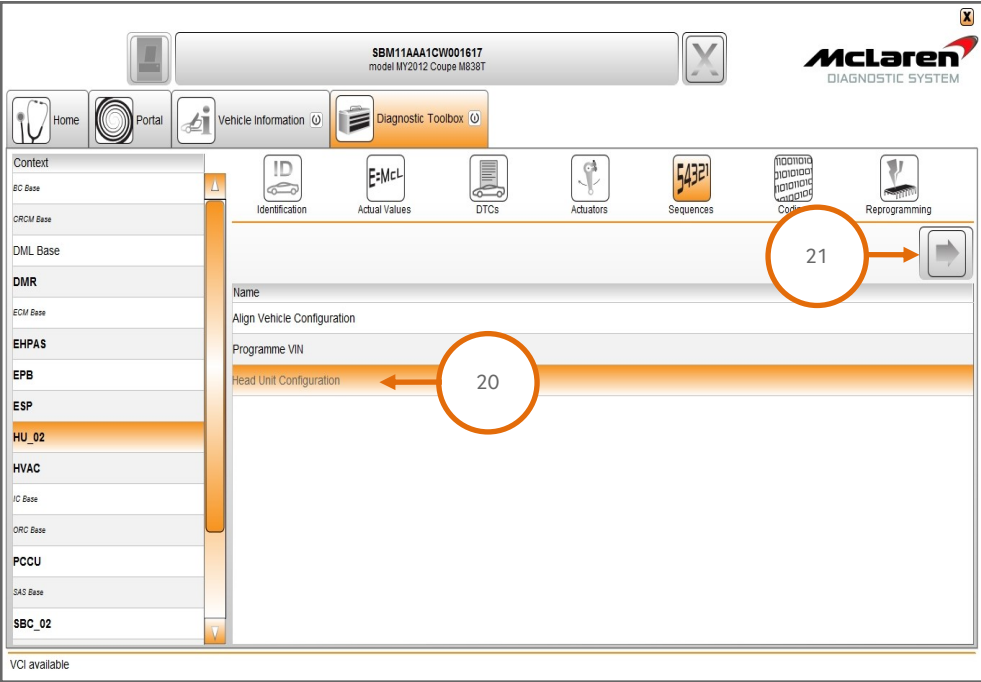 X
SBM11AAA1CW001617
model MY2012 Coupe M838T
McLaren
DIAGNOSTIC SYSTEM
Home
Portal
Vehicle Information
Diagnostic Toolbox
Context
BC Base
CRCM Base
DML Base
DMR
ECM Base
EHPAS
EPB
ESP
HU_02
HVAC
IC Base
ORC Base
PCCU
SAS Base
SBC_02
ID
Identification
E=McL
Actual Values
DTCs
Actuators
54321
Sequences
Reprogramming
21
Name
Align Vehicle Configuration
Programme VIN
Head Unit Configuration
20
VCI available